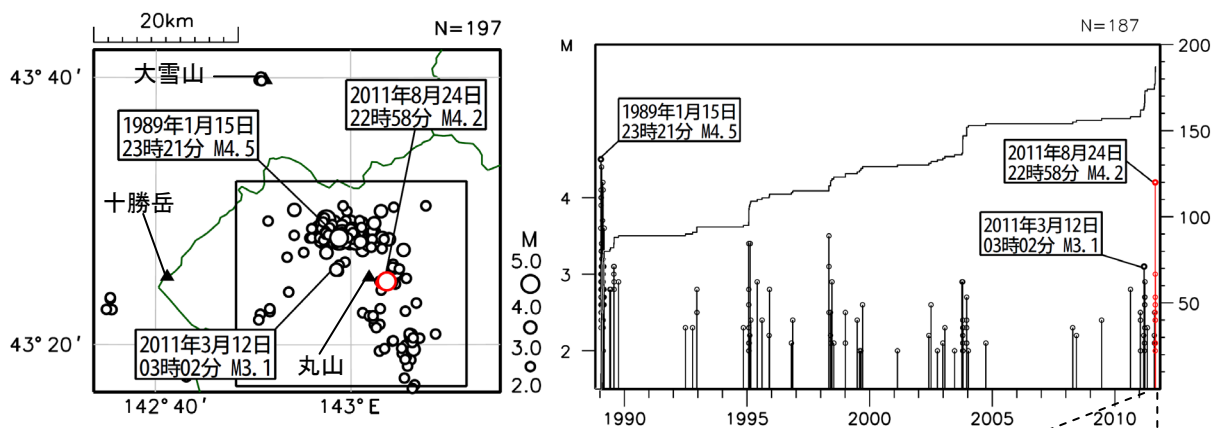 20km
N=197
43°40′
大雪山
2011年8月24日
22時58分 M4.2
1989年1月15日
23時21分 M4.5
十勝岳
M
5.0
4.0
3.0
2.0
43°20′
2011年3月12日
03時02分 M3.1
丸山
142°40′
143°E
N=187
M
200
1989年1月15日
23時21分 M4.5
150
2011年8月24日
22時58分 M4.2
4
100
2011年3月12日
03時02分 M3.1
3
50
2
1990
1995
2000
2005
2010